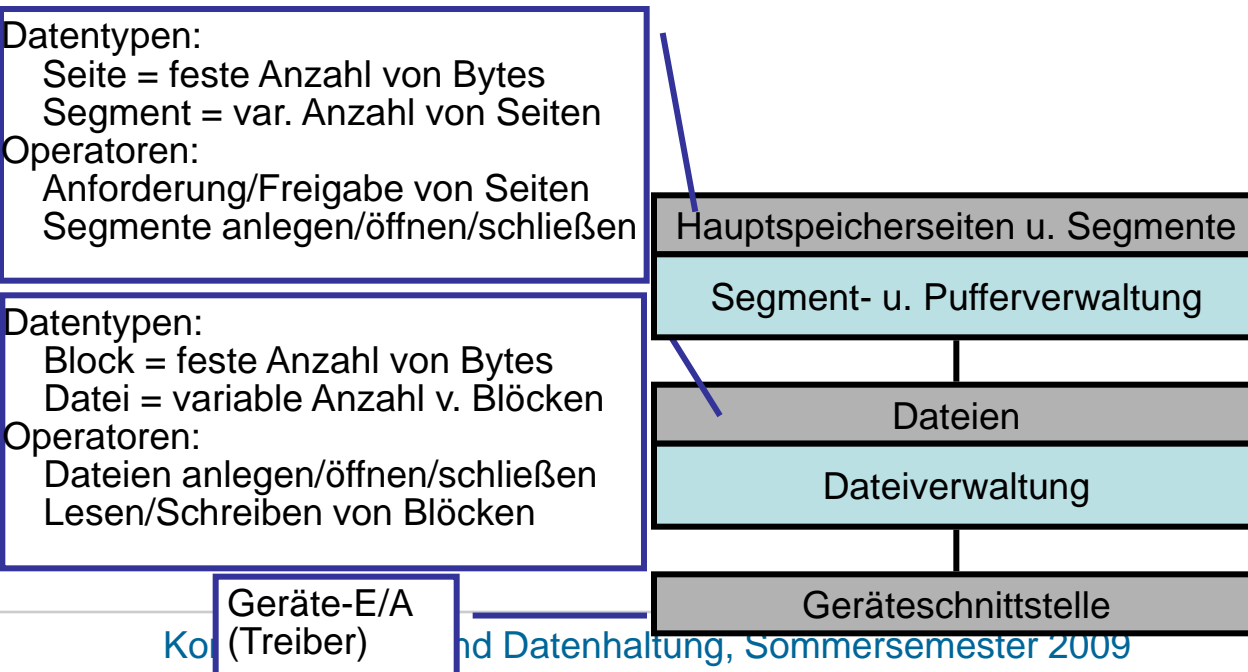 Datentypen:
Seite = feste Anzahl von Bytes
Segment = var. Anzahl von Seiten
Operatoren:
Anforderung/Freigabe von Seiten
Segmente anlegen/öffnen/schließen
Hauptspeicherseiten u. Segmente
Segment- u. Pufferverwaltung
Datentypen:
Block = feste Anzahl von Bytes
Datei = variable Anzahl v. Blöcken
Operatoren:
Dateien anlegen/öffnen/schließen
Lesen/Schreiben von Blöcken
Dateien
Dateiverwaltung
Geräte-E/A
(Treiber)
Geräteschnittstelle
Datenhaltung, Sommersemester 2009